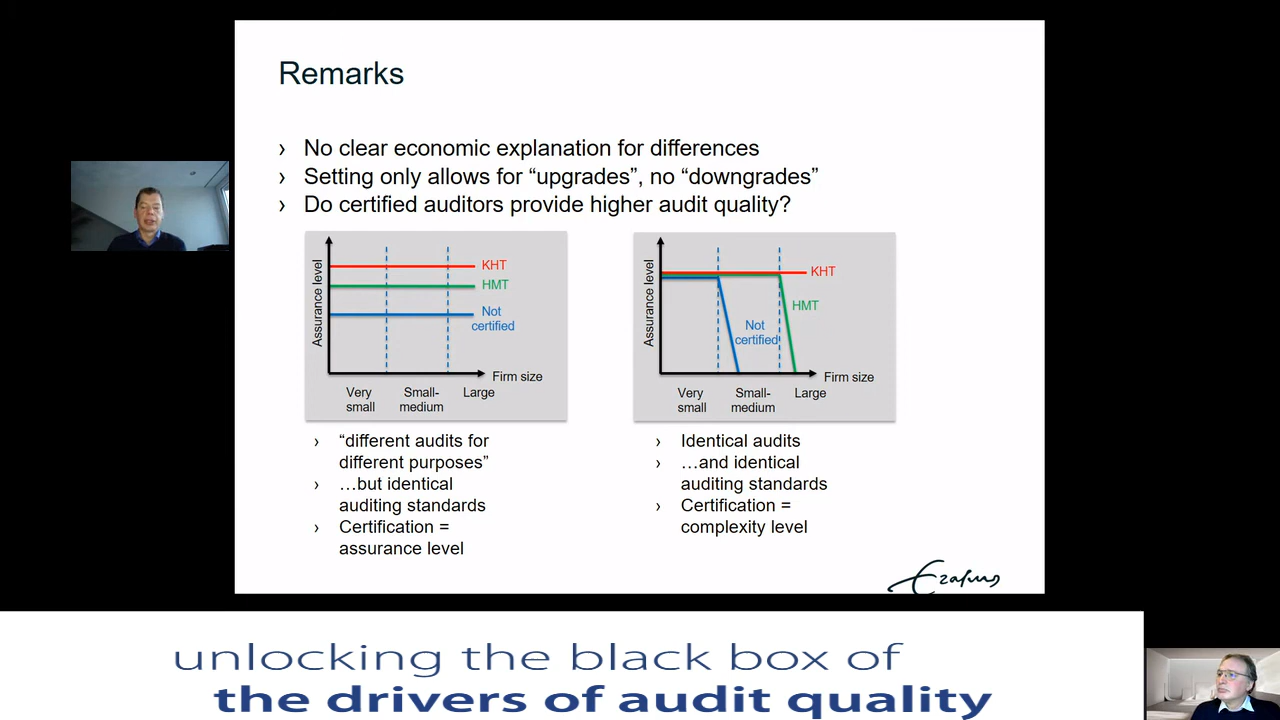 Remarks
› No clear economic explanation for differences
› Setting only allows for “upgrades”, no “downgrades”
› Do certified auditors provide higher audit quality?
Assurance level
KHT
HMT
Not
certified
Firm size
Very
small
Small-
medium
Large
Assurance level
KHT
HMT
Not
certified
Firm size
Very
small
Small-
medium
Large
› “different audits for
different purposes”
› …but identical
auditing standards
› Certification =
assurance level
› Identical audits
› …and identical
auditing standards
› Certification =
complexity level
Erasmus
unlocking the black box of
the drivers of audit quality